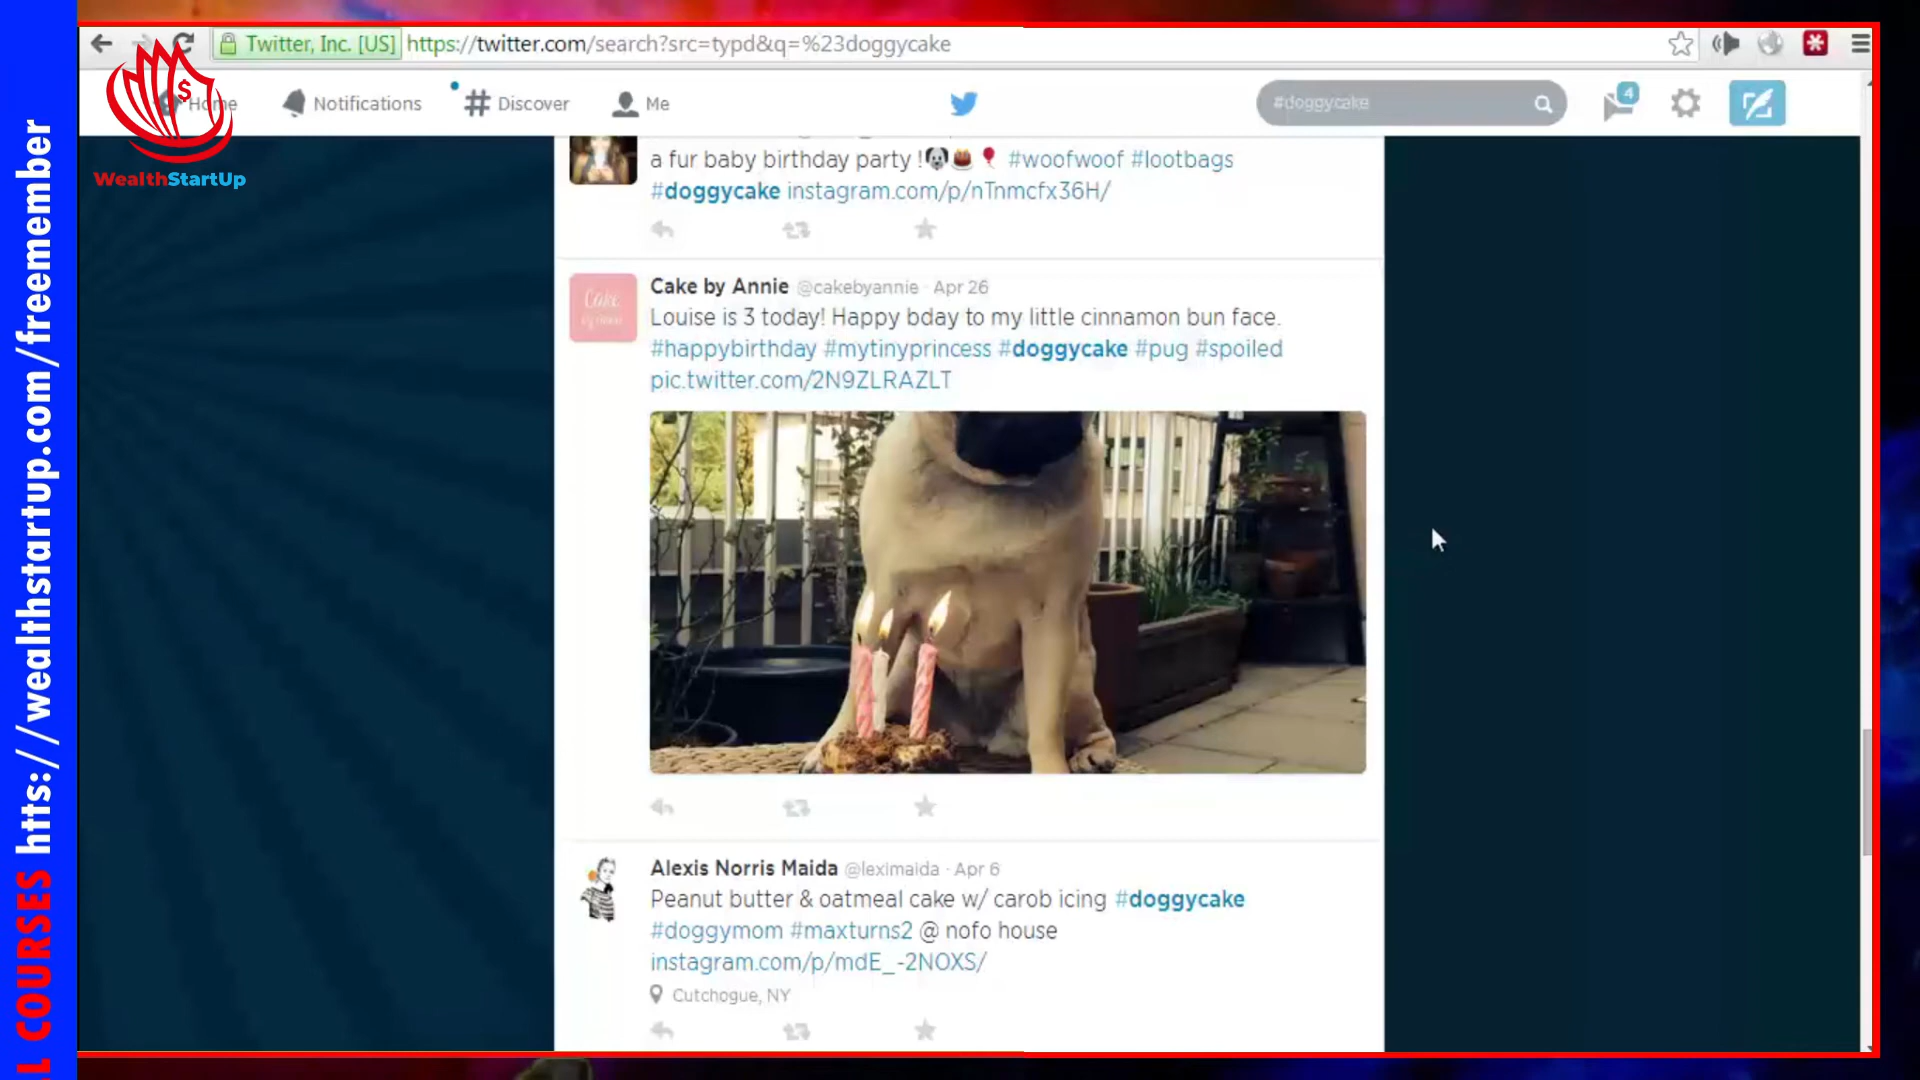 Twitter, Inc. [US] https://twitter.com/search?src=typd&q=%23doggycake
Home Notifications Discover Me #doggycake 4
WealthStartUp
a fur baby birthday party ! #woofwoof #lootbags
#doggycake instagram.com/p/nTnmcfx36H/
Cake by Annie @cakebyannie · Apr 26
Louise is 3 today! Happy bday to my little cinnamon bun face.
#happybirthday #mytinyprincess #doggycake #pug #spoiled
pic.twitter.com/2N9ZLRAZLT
Alexis Norris Maida @leximaida · Apr 6
Peanut butter & oatmeal cake w/ carob icing #doggycake
#doggymom #maxturns2 @ nofo house
instagram.com/p/mdE_-2NOXS/
Cutchogue, NY
L COURSES htts://wealthstartup.com/freemember